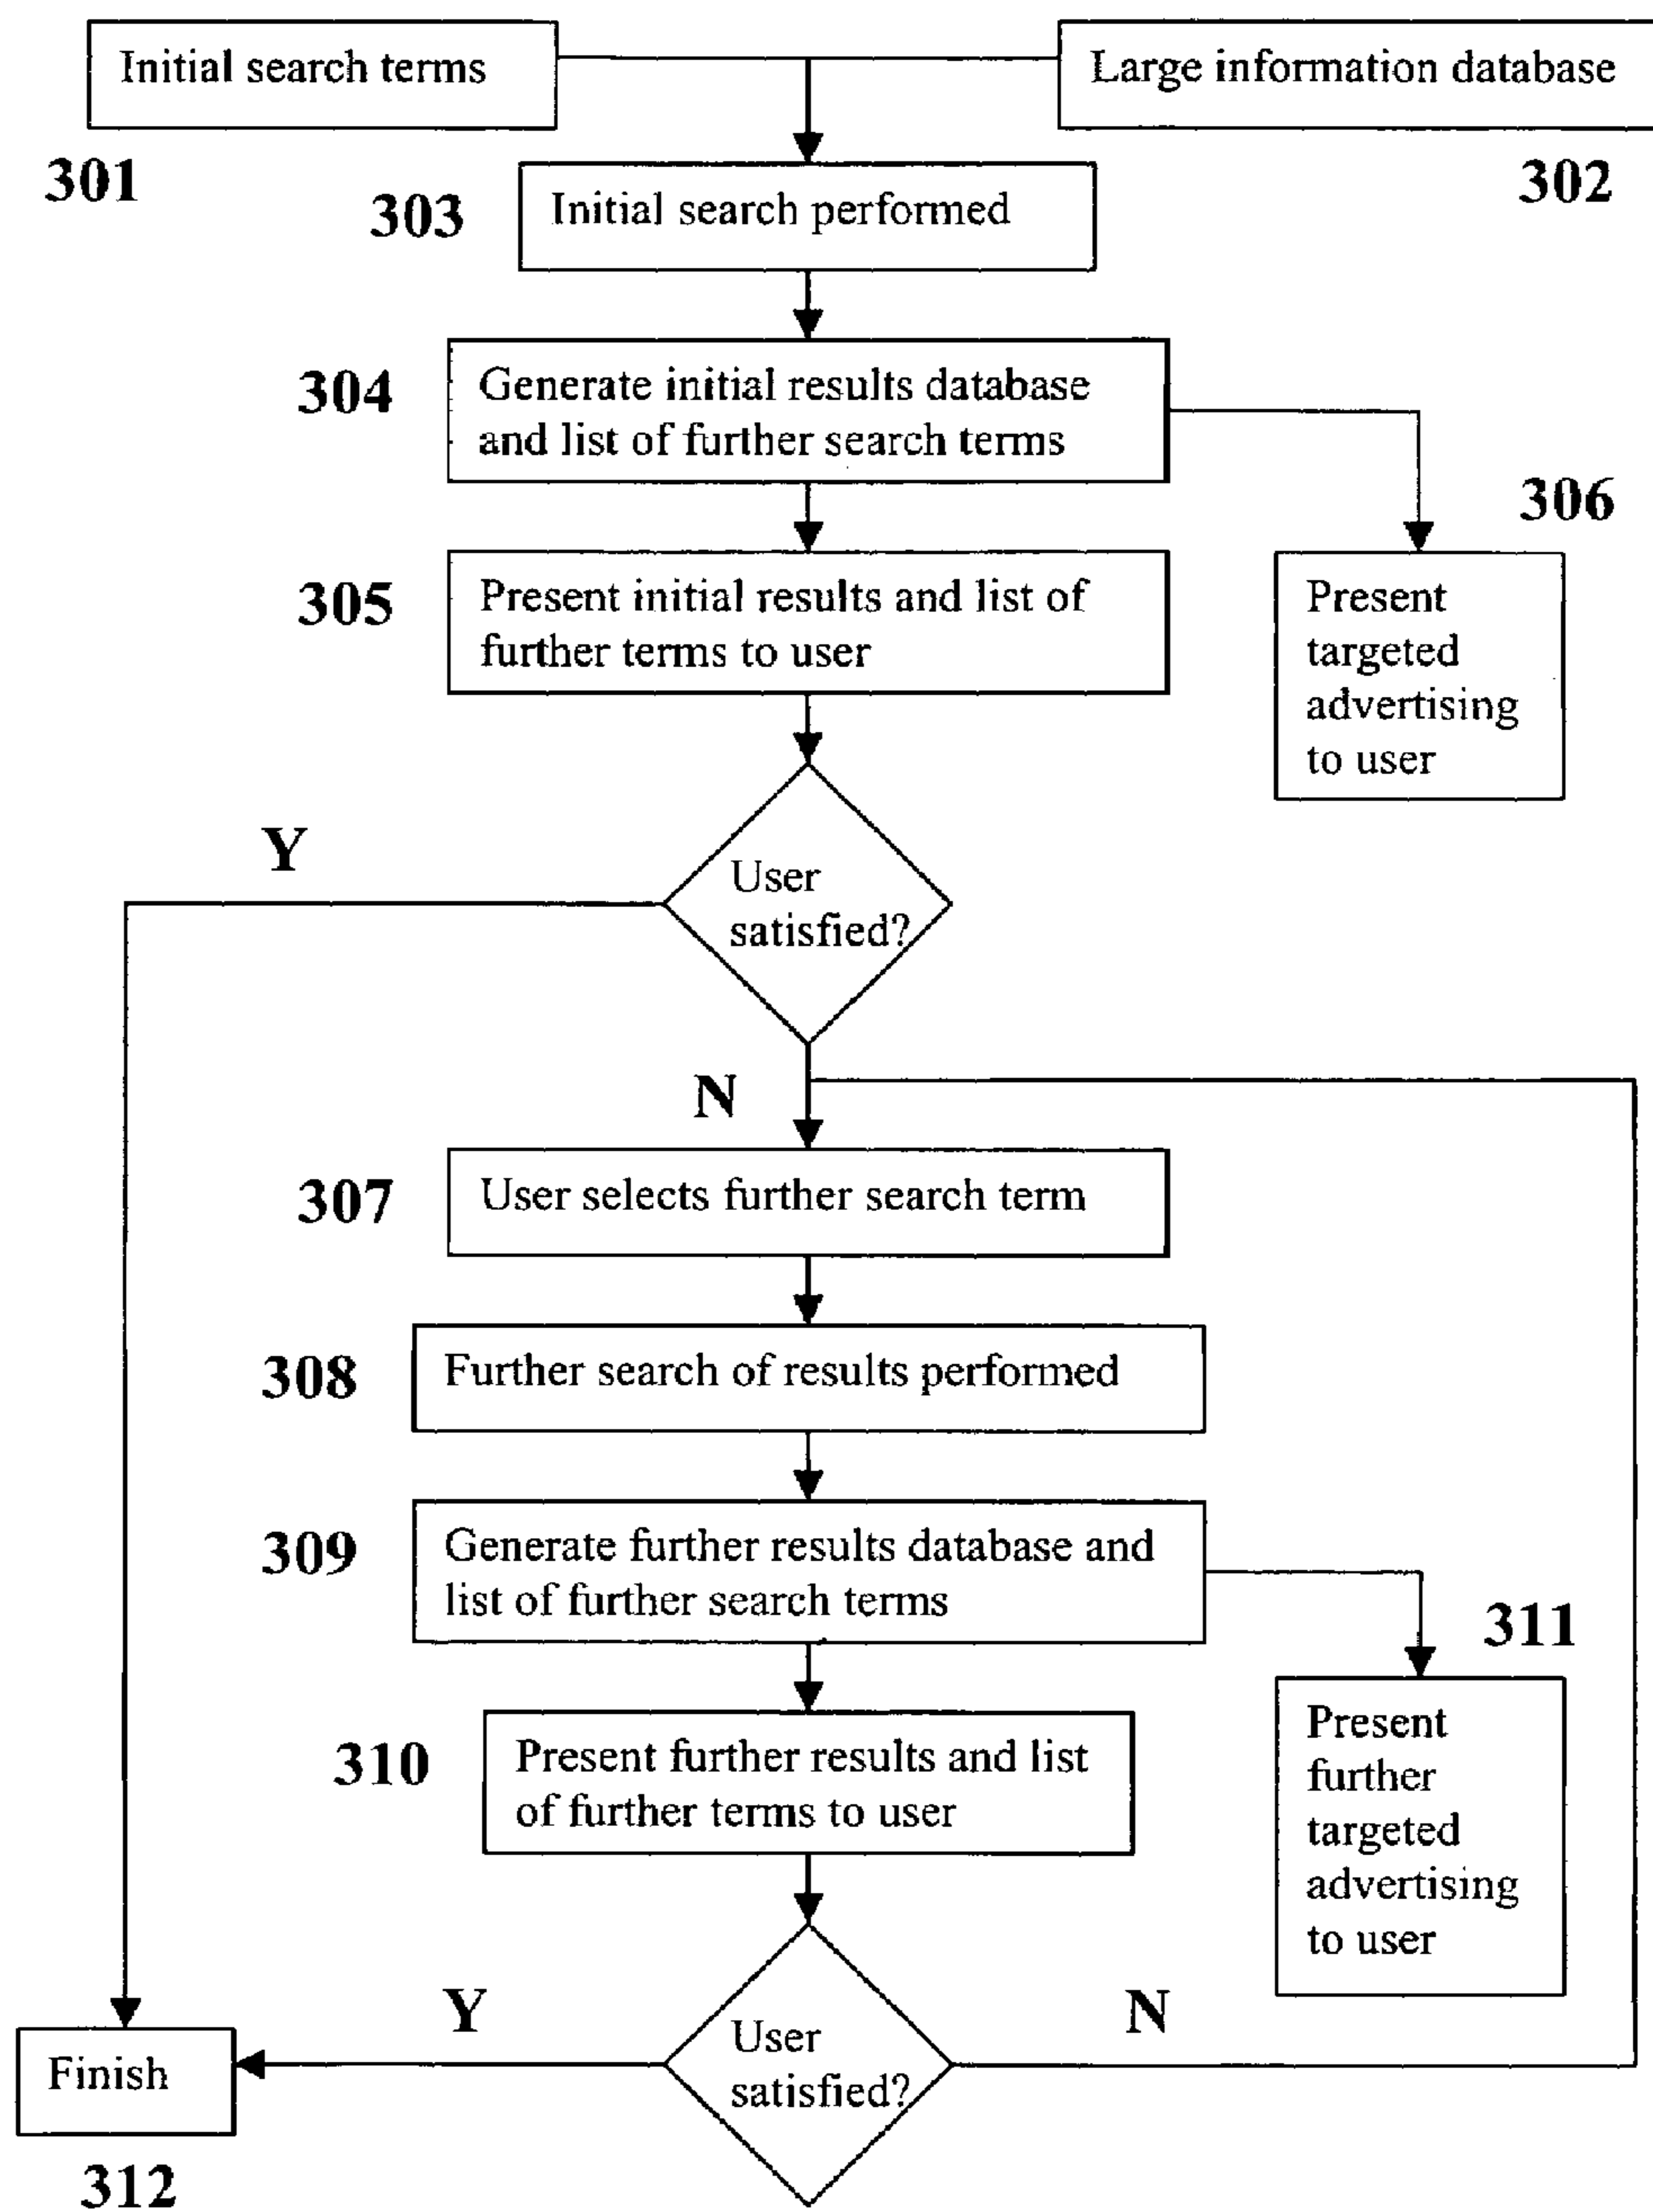 Initial search terms
Large information database
301
302
303
Initial search performed
304
Generate initial results database
and list of further search terms
306
305
Present initial results and list of
further terms to user
Present
targeted
advertising
to user
Y
User
satisfied?
N
307
User selects further search term
308
Further search of results performed
309
Generate further results database and
list of further search terms
311
310
Present further results and list
of further terms to user
Present
further
targeted
advertising
to user
Y
User
satisfied?
N
Finish
312